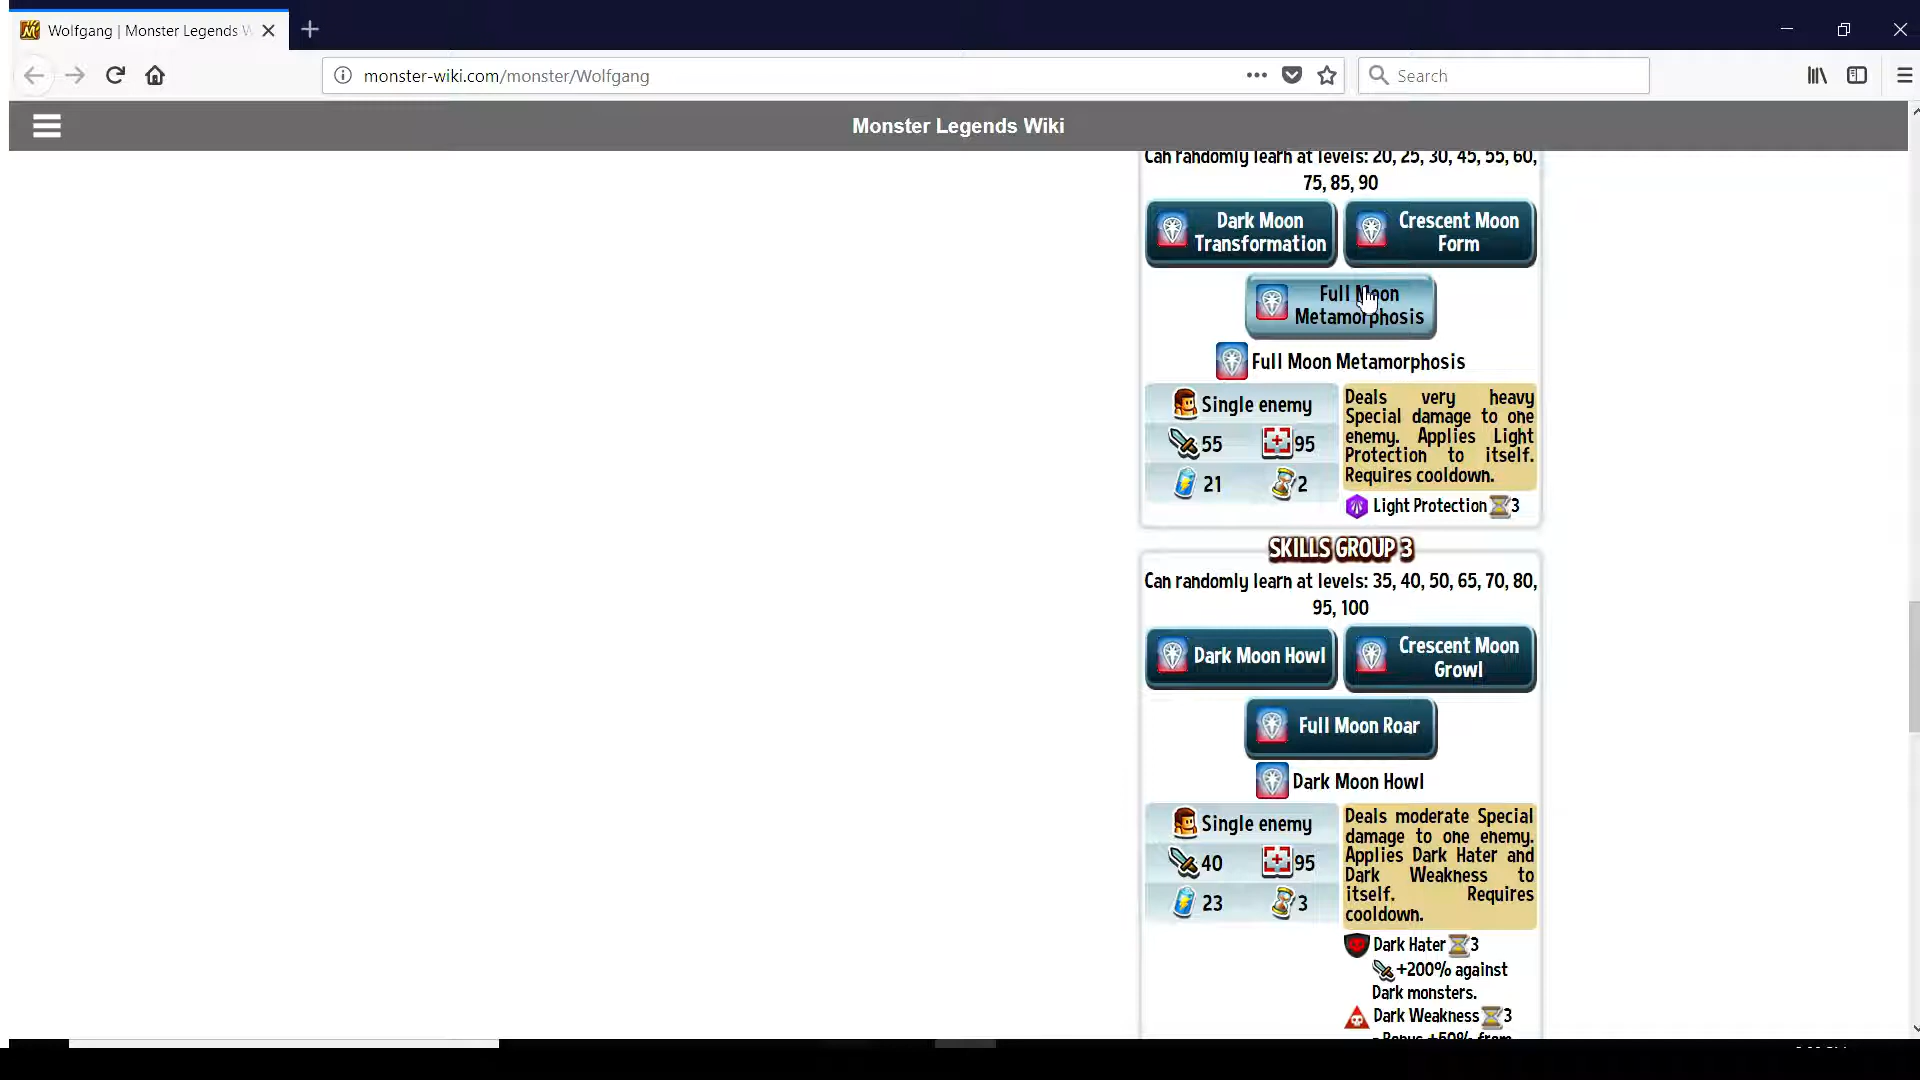 Wolfgang | Monster Legends W
monster-wiki.com/monster/Wolfgang
Search
Monster Legends Wiki
Can randomly learn at levels: 20, 25, 30, 45, 55, 60,
75, 85, 90
Dark Moon
Transformation
Crescent Moon
Form
Full Moon
Metamorphosis
Full Moon Metamorphosis
Single enemy
55
95
21
2
Deals very heavy
Special damage to one
enemy. Applies Light
Protection to itself.
Requires cooldown.
Light Protection 3
SKILLS GROUP 3
Can randomly learn at levels: 35, 40, 50, 65, 70, 80,
95, 100
Dark Moon Howl
Crescent Moon
Growl
Full Moon Roar
Dark Moon Howl
Single enemy
40
95
23
3
Deals moderate Special
damage to one enemy.
Applies Dark Hater and
Dark Weakness to
itself. Requires
cooldown.
Dark Hater 3
+200% against
Dark monsters.
Dark Weakness 3